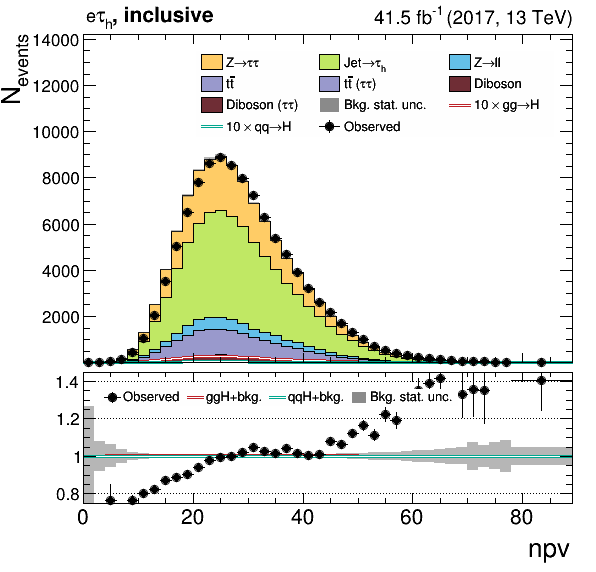 eτh, inclusive 41.5 fb⁻¹ (2017, 13 TeV)
Nevents
14000
12000
10000
8000
6000
4000
2000
Z→ττ Jet→τh Z→ll
tt̄ tt̄ (ττ) Diboson
Diboson (ττ) Bkg. stat. unc. 10 × gg→H
10 × qq→H Observed
1.4
1.2
1
0.8
Observed ggH+bkg. qqH+bkg. Bkg. stat. unc.
0 20 40 60 80
npv